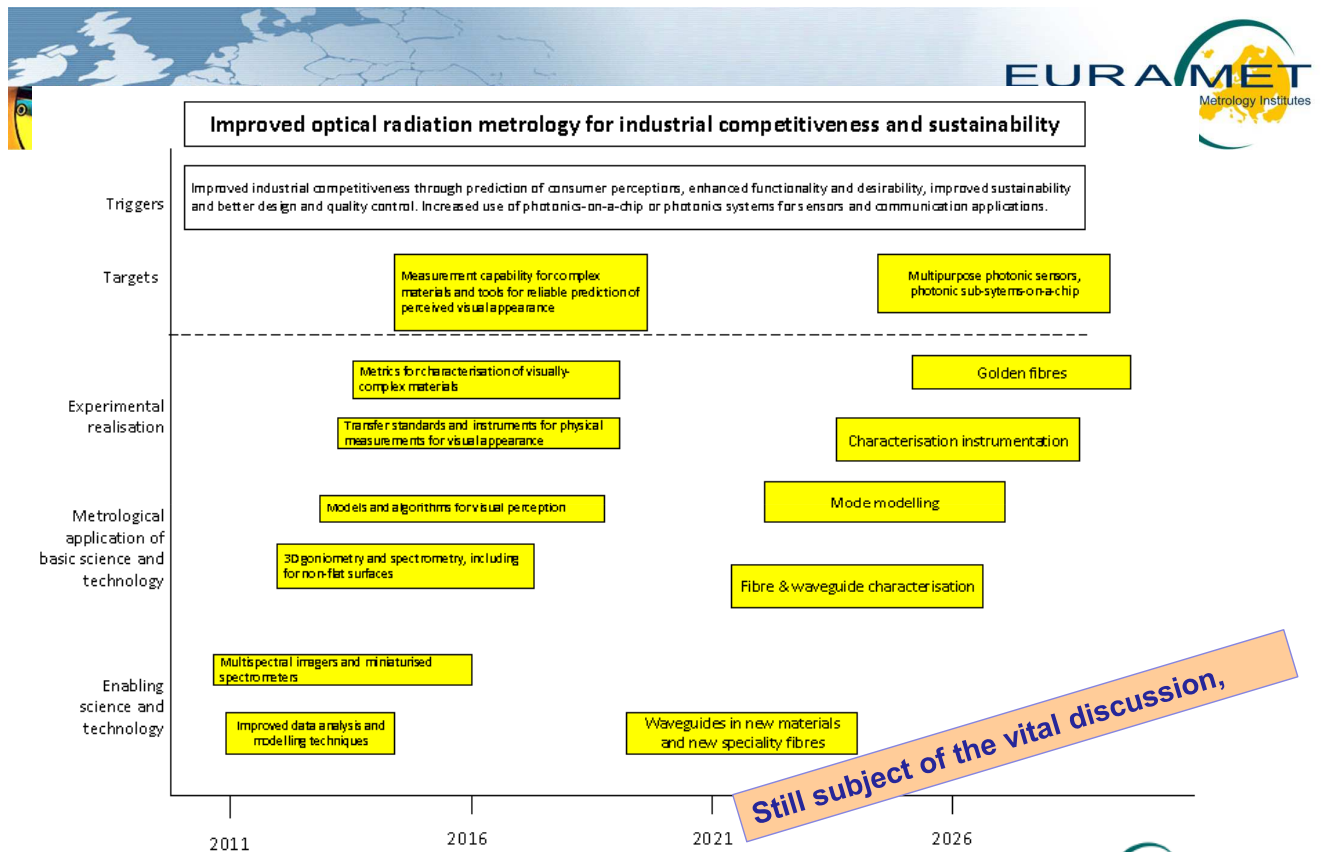 EURAMET
Metrology Institutes
Improved optical radiation metrology for industrial competitiveness and sustainability
Triggers
Improved industrial competitiveness through prediction of consumer perceptions, enhanced functionality and desirability, improved sustainability
and better design and quality control. Increased use of photonics-on-a-chip or photonics systems for sensors and communication applications.
Targets
Measurement capability for complex
materials and tools for reliable prediction of
perceived visual appearance
Multipurpose photonic sensors,
photonic sub-sytems-on-a-chip
Experimental
realisation
Metrics for characterisation of visually-
complex materials
Golden fibres
Transfer standards and instruments for physical
measurements for visual appearance
Characterisation instrumentation
Metrological
application of
basic science and
technology
Models and algorithms for visual perception
Mode modelling
3D goniometry and spectrometry, including
for non-flat surfaces
Fibre & waveguide characterisation
Enabling
science and
technology
Multispectral imagers and miniaturised
spectrometers
Improved data analysis and
modelling techniques
Waveguides in new materials
and new speciality fibres
Still subject of the vital discussion,
2011
2016
2021
2026